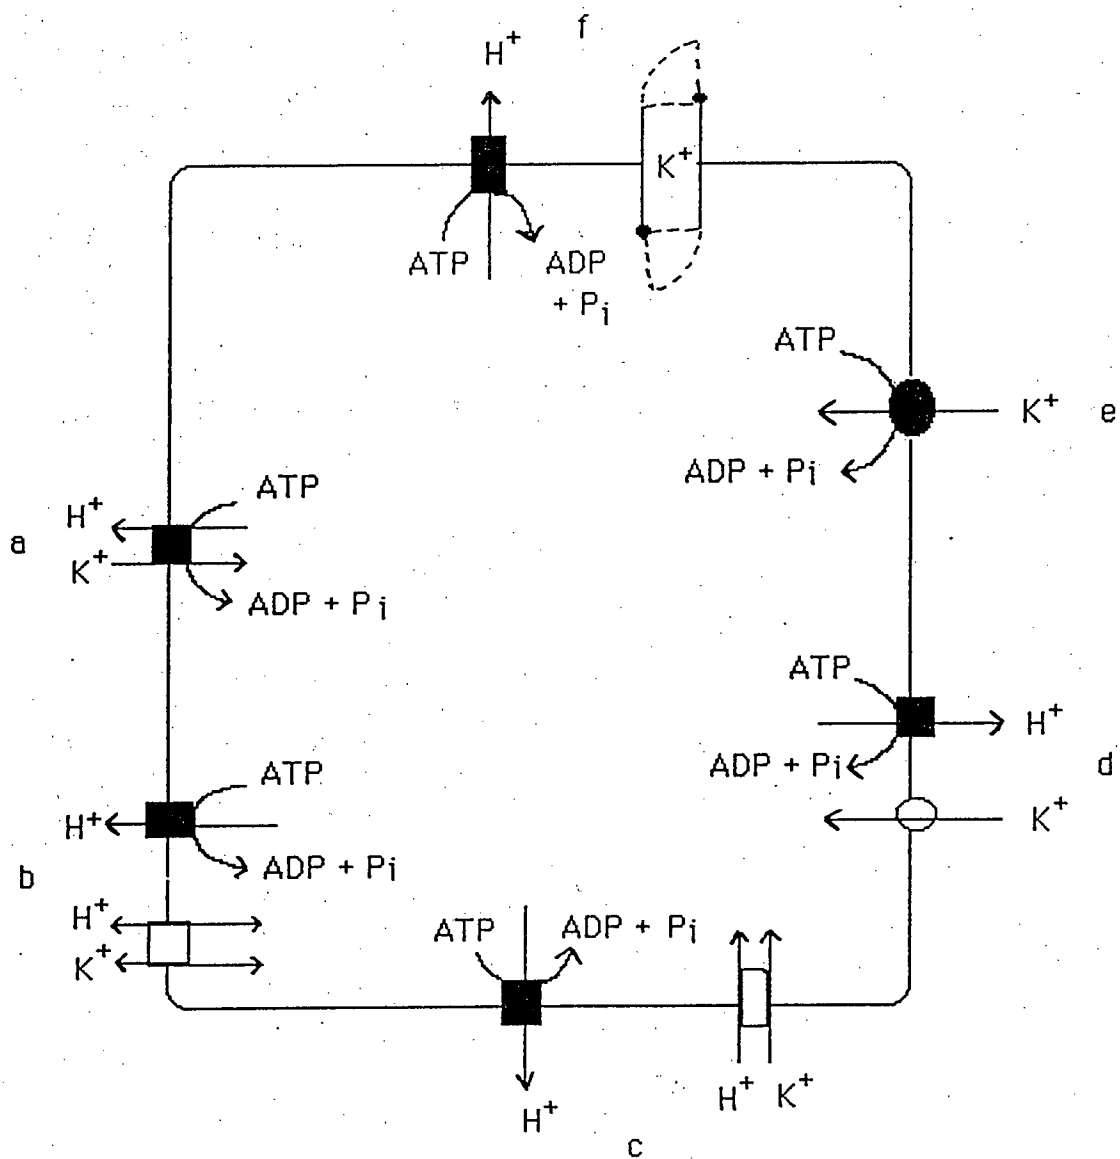 f
H+
K+
ATP
ADP
+ Pi
ATP
K+
e
ADP + Pi
ATP
H+
a
K+
ADP + Pi
ATP
H+
ADP + Pi
d
K+
ATP
H+
ADP + Pi
b
H+
K+
ATP
ADP + Pi
H+
H+ K+
c